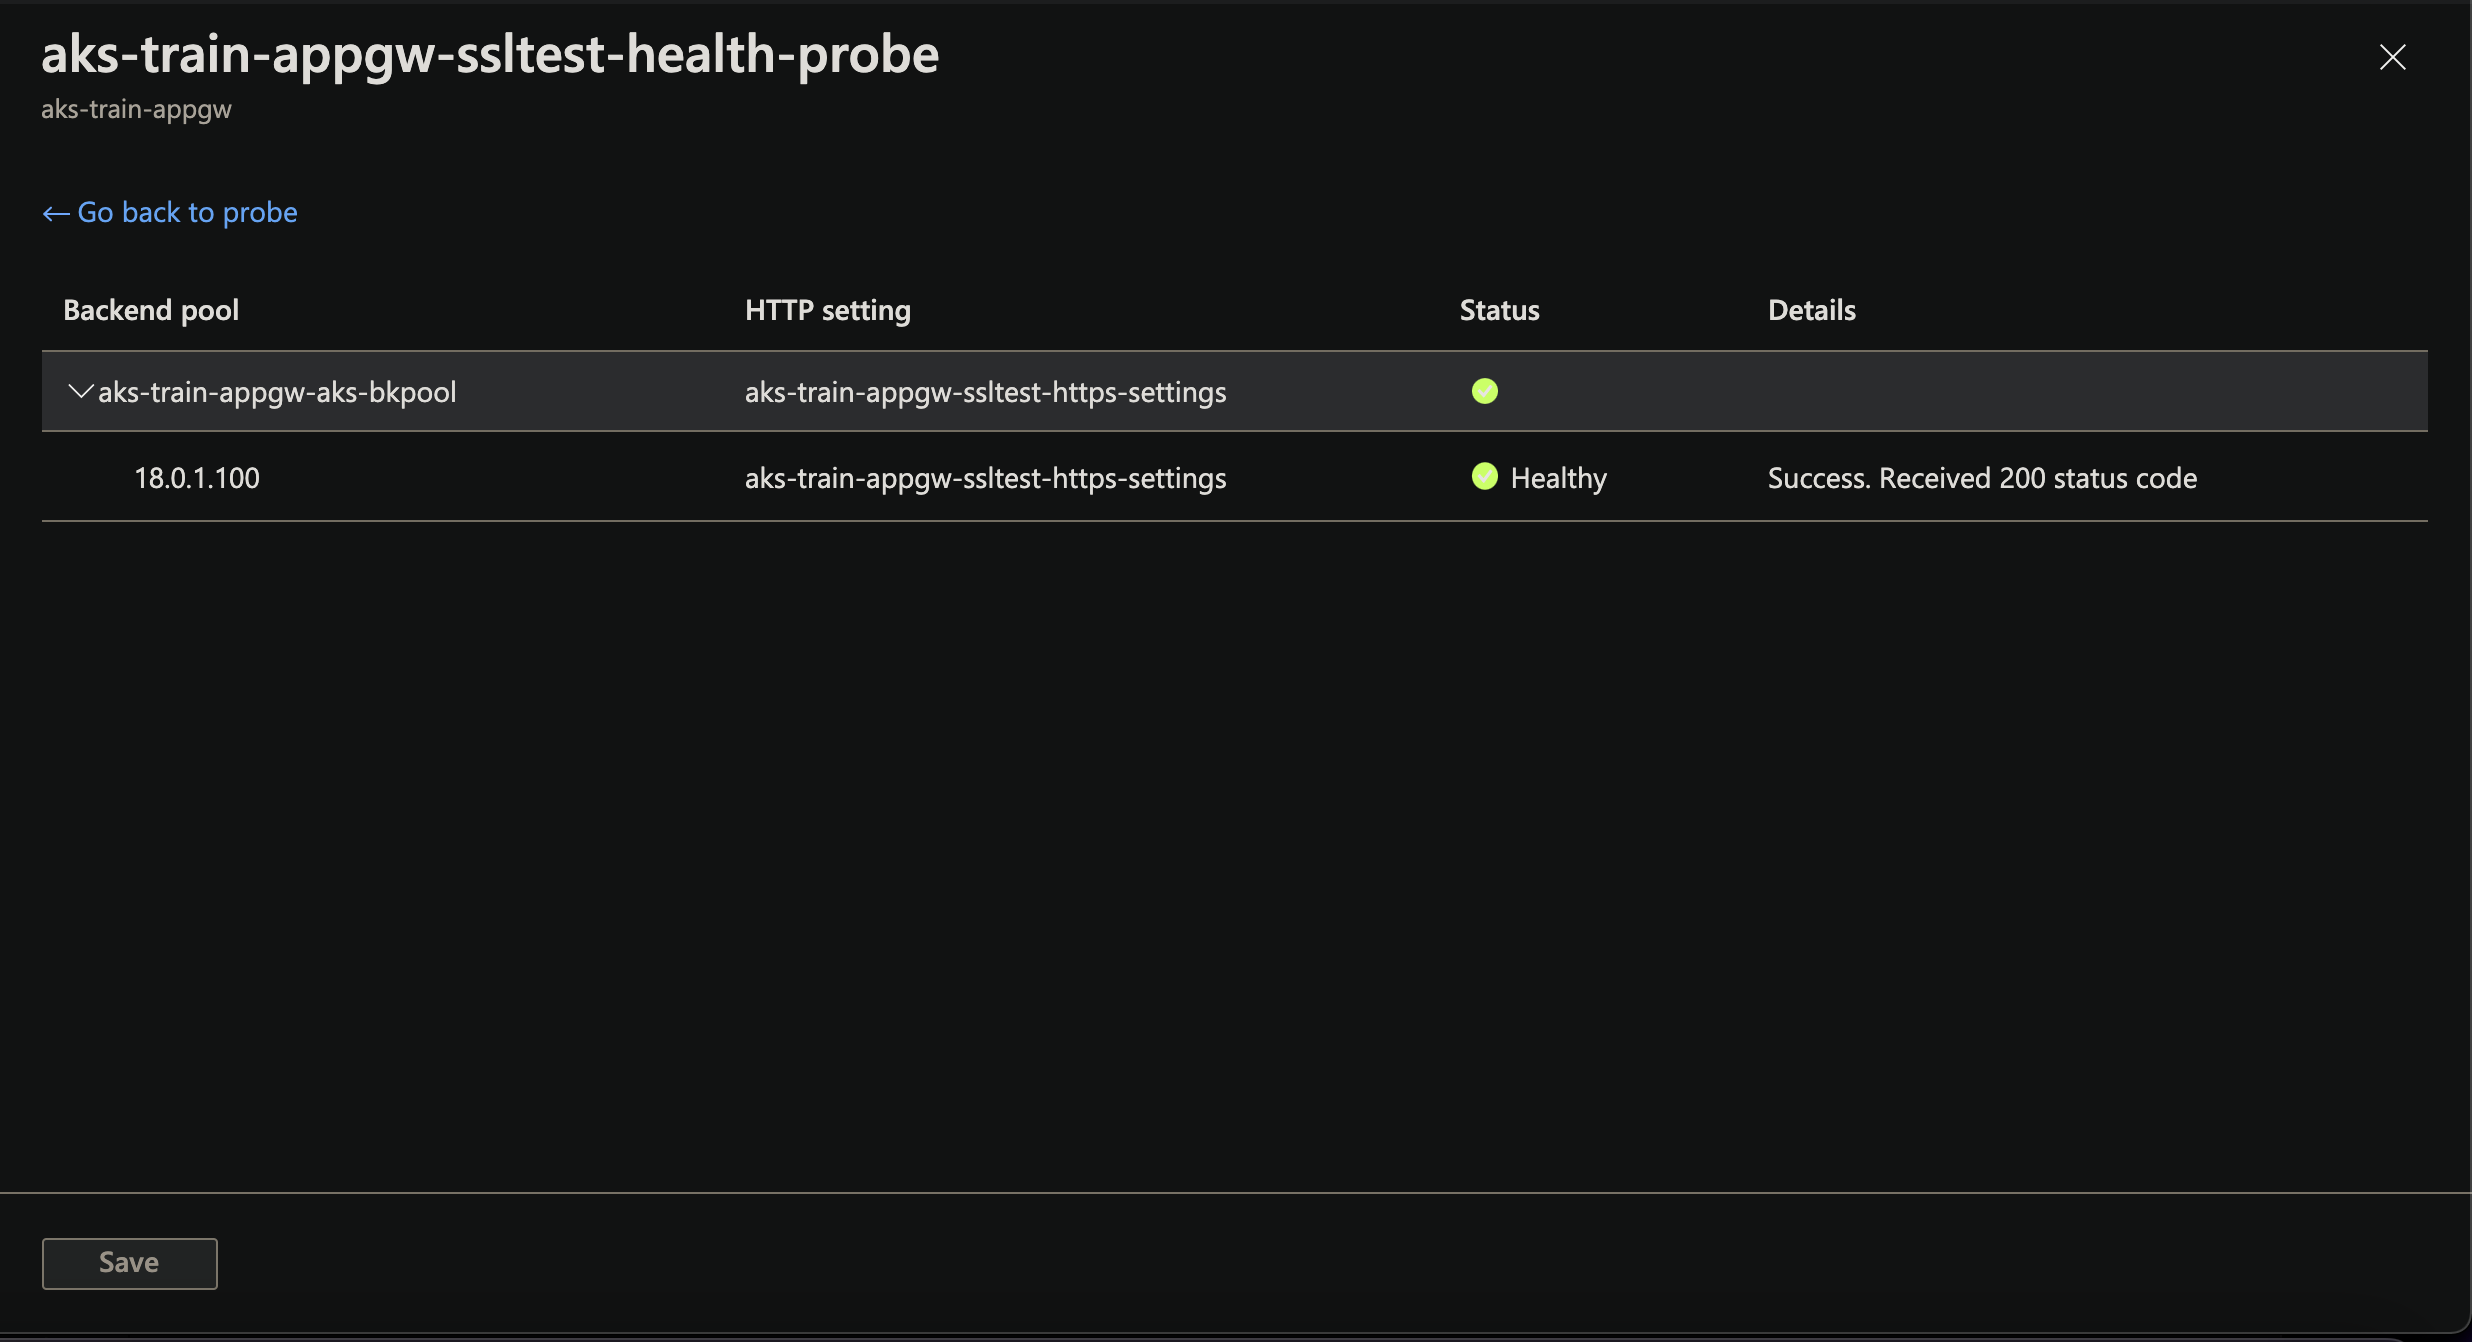 aks-train-appgw-ssltest-health-probe
aks-train-appgw
← Go back to probe
Backend pool HTTP setting Status Details
aks-train-appgw-aks-bkpool aks-train-appgw-ssltest-https-settings
18.0.1.100 aks-train-appgw-ssltest-https-settings Healthy Success. Received 200 status code
Save